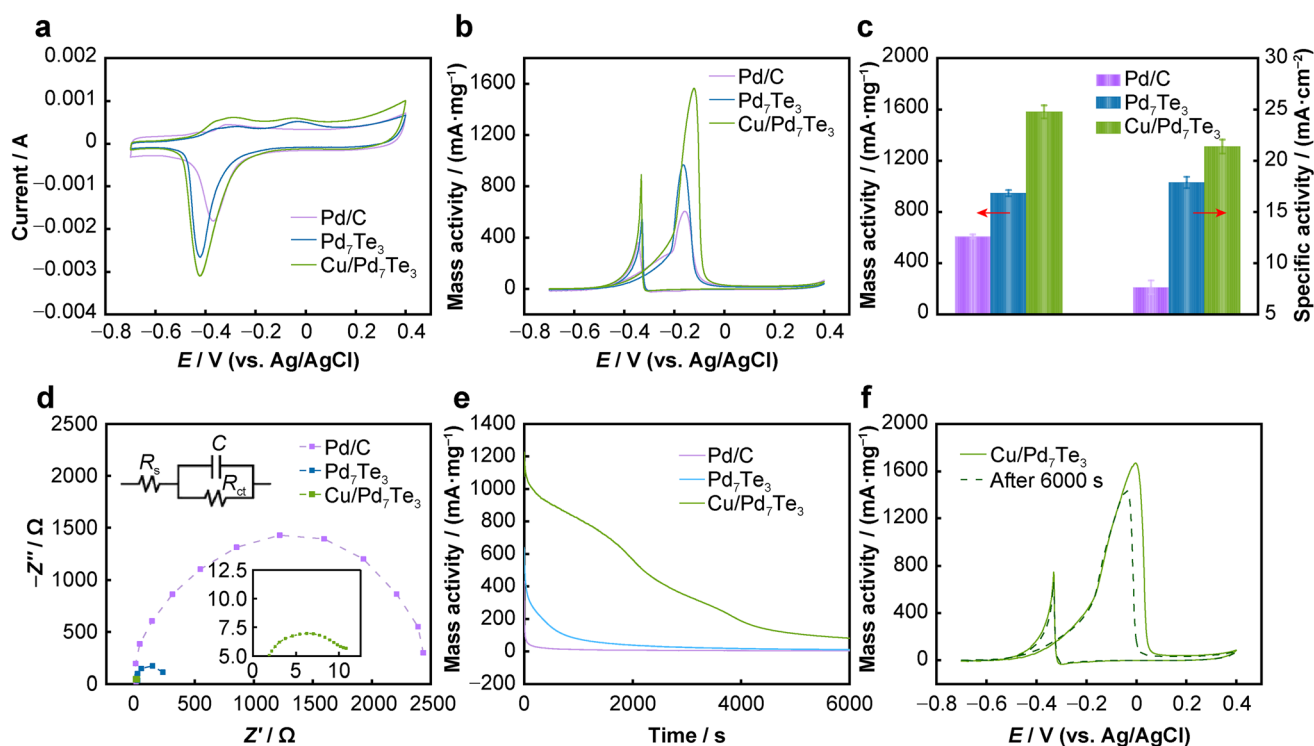 a
0.002
0.001
0
−0.001
−0.002
−0.003
−0.004
Current / A
Pd/C
Pd₇Te₃
Cu/Pd₇Te₃
−0.8 −0.6 −0.4 −0.2 0 0.2 0.4
E / V (vs. Ag/AgCl)
b
1600
1200
800
400
0
Mass activity / (mA·mg⁻¹)
Pd/C
Pd₇Te₃
Cu/Pd₇Te₃
−0.8 −0.6 −0.4 −0.2 0 0.2 0.4
E / V (vs. Ag/AgCl)
c
2000
1600
1200
800
400
0
Mass activity / (mA·mg⁻¹)
Pd/C
Pd₇Te₃
Cu/Pd₇Te₃
30
25
20
15
10
5
Specific activity / (mA·cm⁻²)
d
2500
2000
1500
1000
500
0
−Z″ / Ω
Rs
C
Rct
Pd/C
Pd₇Te₃
Cu/Pd₇Te₃
12.5
10.0
7.5
5.0
0 5 10
0 500 1000 1500 2000 2500
Z′ / Ω
e
1400
1200
1000
800
600
400
200
0
−200
Mass activity / (mA·mg⁻¹)
Pd/C
Pd₇Te₃
Cu/Pd₇Te₃
0 2000 4000 6000
Time / s
f
2000
1600
1200
800
400
0
Mass activity / (mA·mg⁻¹)
Cu/Pd₇Te₃
After 6000 s
−0.8 −0.6 −0.4 −0.2 0 0.2 0.4
E / V (vs. Ag/AgCl)